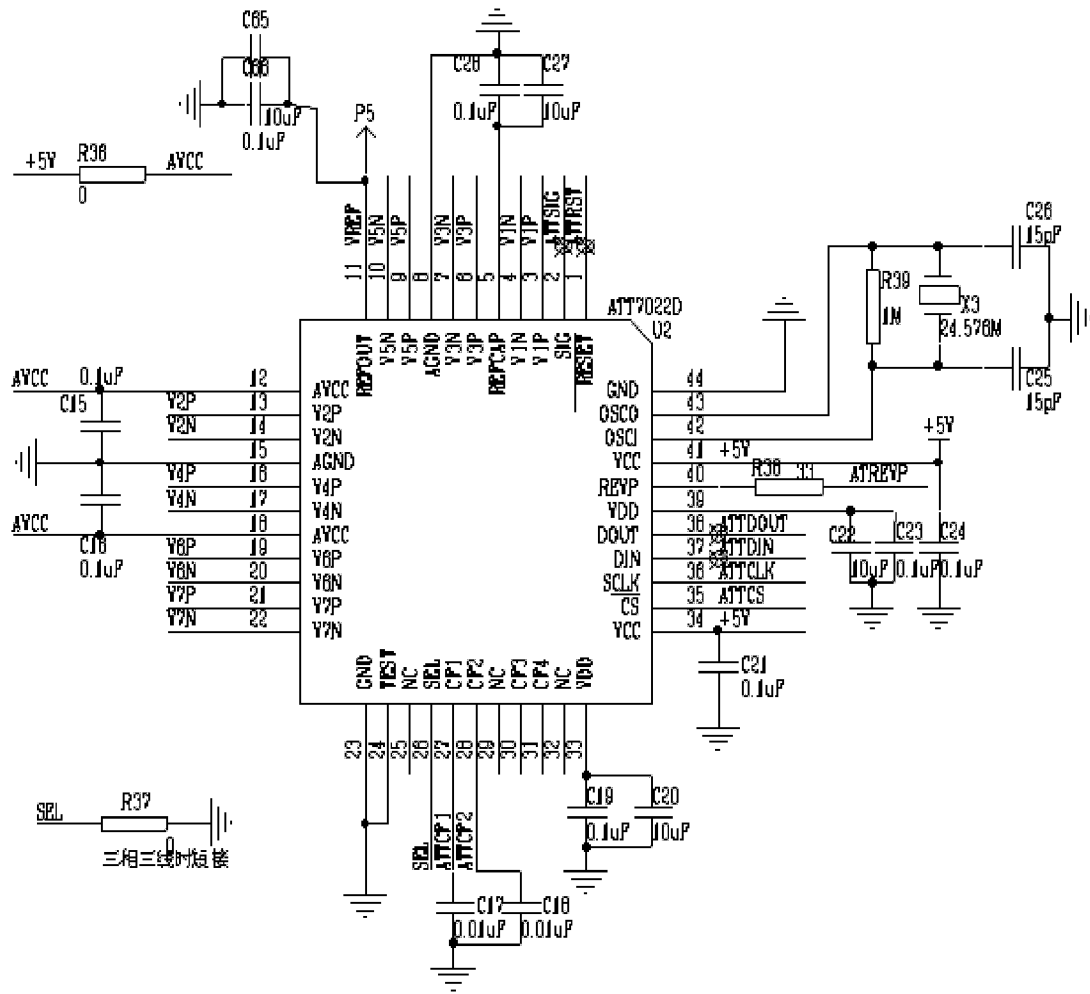 C65
C66
10uF
0.1uF
P5
C28
0.1uF
C27
10uF
+5V
R36
AVCC
0
VREF
V5N
V5P
V3N
V3P
V1N
V1P
ATTSIG
ATTRST
11
10
9
8
7
6
5
4
3
2
1
ATT7022D
U2
REFOUT
V5N
V5P
AGND
V3N
V3P
REFCAP
V1N
V1P
SIG
RESET
C26
15pF
R39
1M
X3
24.576M
C25
15pF
AVCC
0.1uF
C15
V2P
V2N
V4P
V4N
AVCC
C16
0.1uF
V6P
V6N
V7P
V7N
12
13
14
15
16
17
18
19
20
21
22
AVCC
V2P
V2N
AGND
V4P
V4N
AVCC
V6P
V6N
V7P
V7N
GND
OSCO
OSCI
VCC
REVP
VDD
DOUT
DIN
SCLK
CS
VCC
44
43
42
41
40
39
38
37
36
35
34
+5V
+5V
R38
33
ATREVP
ATTDOUT
ATTDIN
ATTCLK
ATTCS
+5V
C22
10uF
C23
0.1uF
C24
0.1uF
C21
0.1uF
GND
TEST
NC
SEL
CF1
CF2
NC
CF3
CF4
NC
VDD
23
24
25
26
27
28
29
30
31
32
33
SEL
ATTCF1
ATTCF2
C19
0.1uF
C20
10uF
SEL
R37
0
三相三线时短接
C17
0.01uF
C18
0.01uF